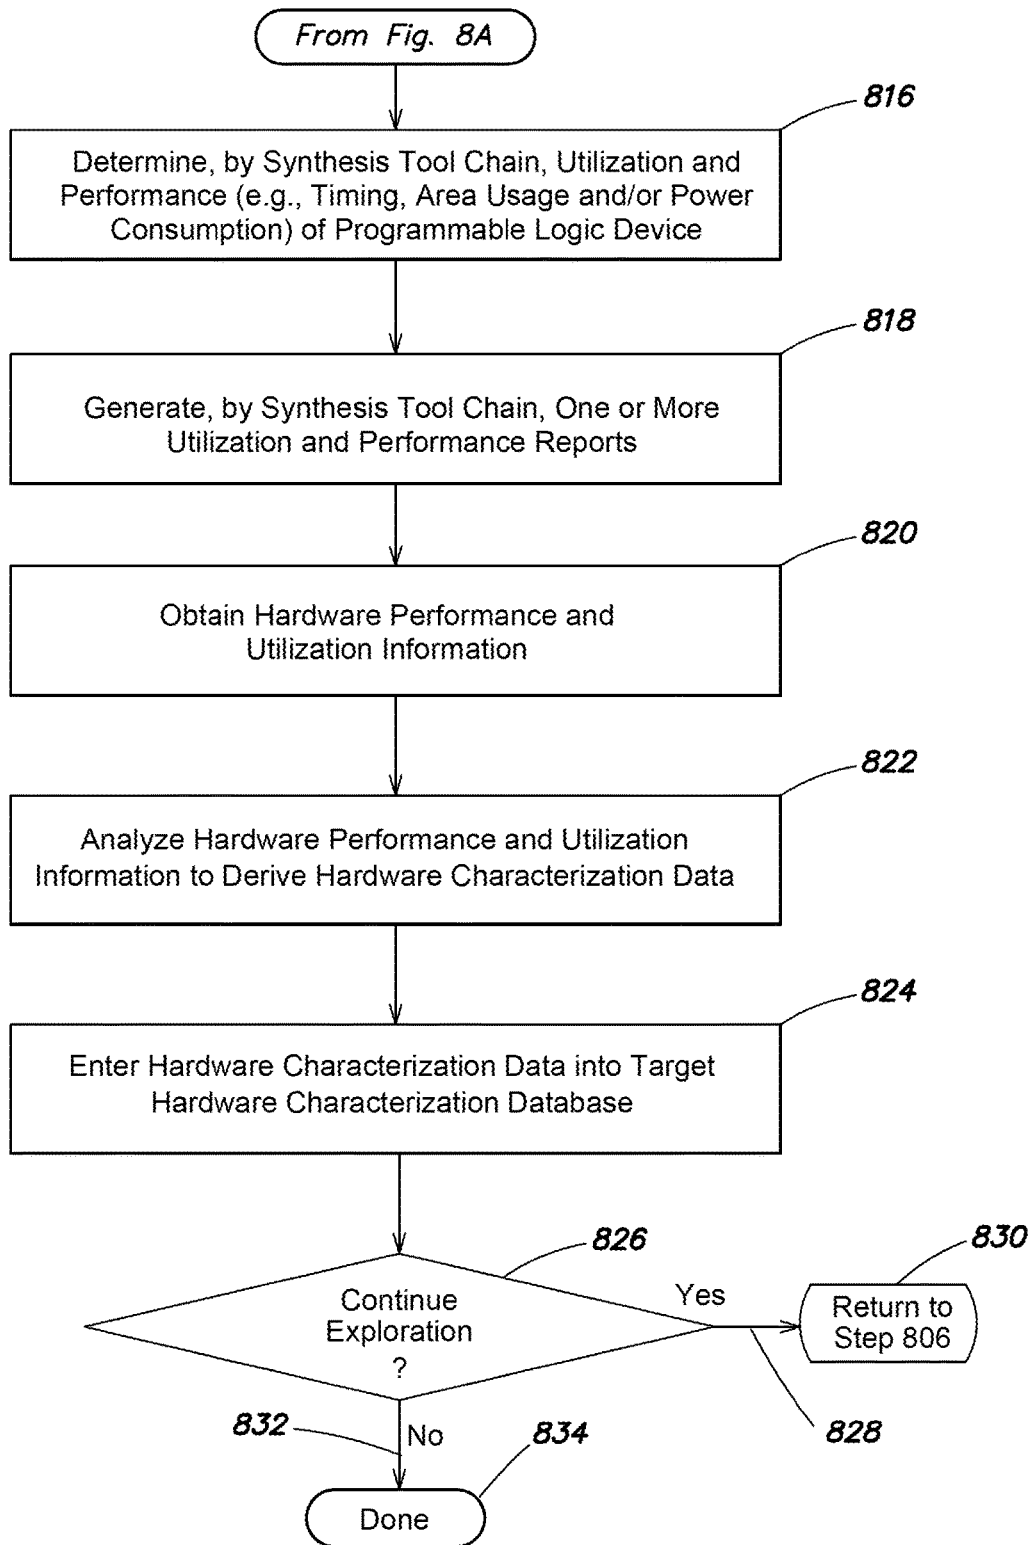 From Fig. 8A
816
Determine, by Synthesis Tool Chain, Utilization and
Performance (e.g., Timing, Area Usage and/or Power
Consumption) of Programmable Logic Device
818
Generate, by Synthesis Tool Chain, One or More
Utilization and Performance Reports
820
Obtain Hardware Performance and
Utilization Information
822
Analyze Hardware Performance and Utilization
Information to Derive Hardware Characterization Data
824
Enter Hardware Characterization Data into Target
Hardware Characterization Database
826
830
Continue
Exploration
?
Yes
Return to
Step 806
828
832
No
834
Done